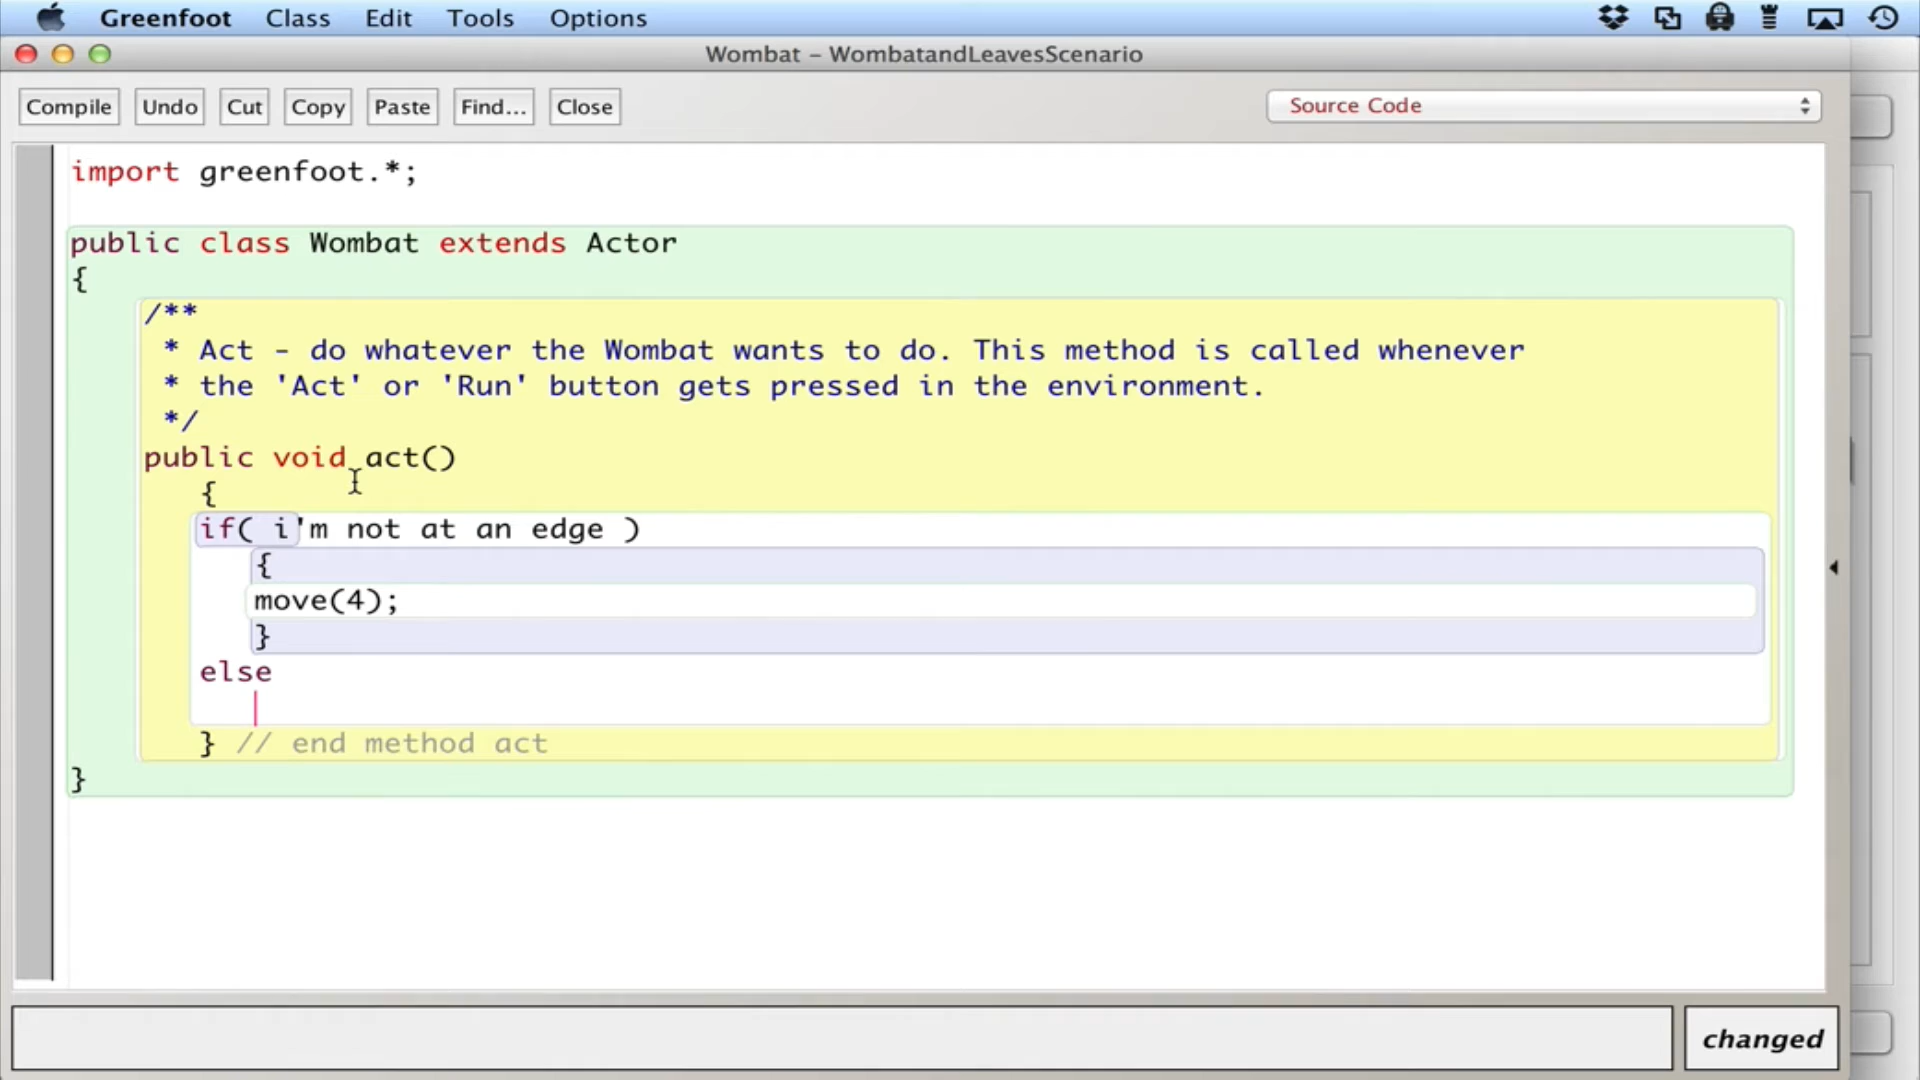 Greenfoot Class Edit Tools Options
Wombat – WombatandLeavesScenario
Compile Undo Cut Copy Paste Find... Close Source Code
import greenfoot.*;
public class Wombat extends Actor
{
/**
* Act - do whatever the Wombat wants to do. This method is called whenever
* the 'Act' or 'Run' button gets pressed in the environment.
*/
public void act()
{
if( i'm not at an edge )
{
move(4);
}
else
} // end method act
}
changed